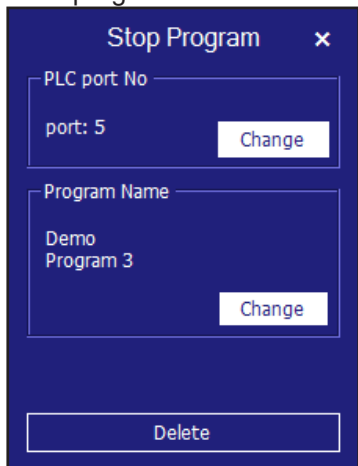 Stop Program ×
PLC port No
port: 5
Change
Program Name
Demo
Program 3
Change
Delete